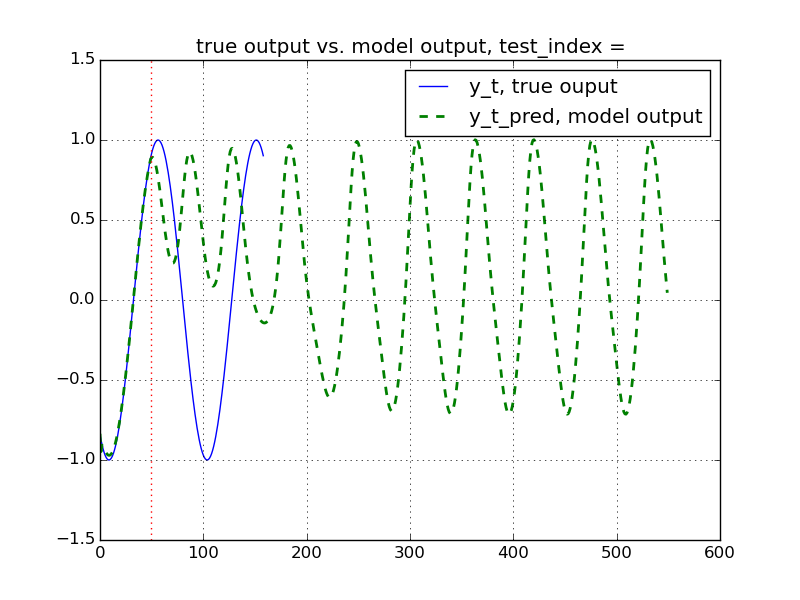 true output vs. model output, test_index =
y_t, true ouput
y_t_pred, model output
1.5
1.0
0.5
0.0
−0.5
−1.0
−1.5
0 100 200 300 400 500 600